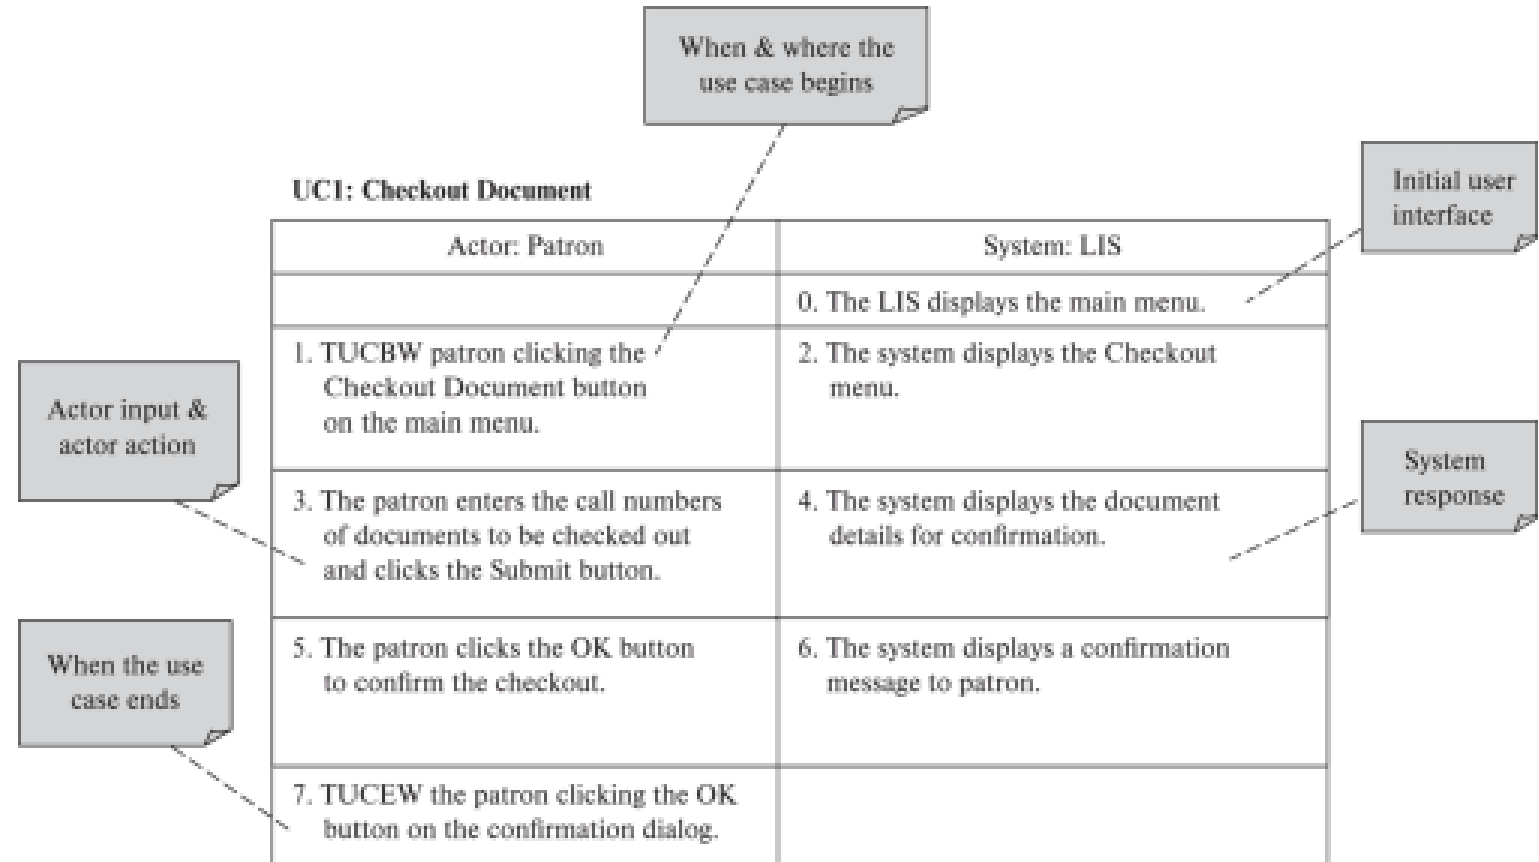 When & where the
use case begins
UC1: Checkout Document
Initial user
interface
Actor: Patron
System: LIS
0. The LIS displays the main menu.
1. TUCBW patron clicking the
Checkout Document button
on the main menu.
2. The system displays the Checkout
menu.
Actor input &
actor action
3. The patron enters the call numbers
of documents to be checked out
and clicks the Submit button.
4. The system displays the document
details for confirmation.
System
response
When the use
case ends
5. The patron clicks the OK button
to confirm the checkout.
6. The system displays a confirmation
message to patron.
7. TUCEW the patron clicking the OK
button on the confirmation dialog.